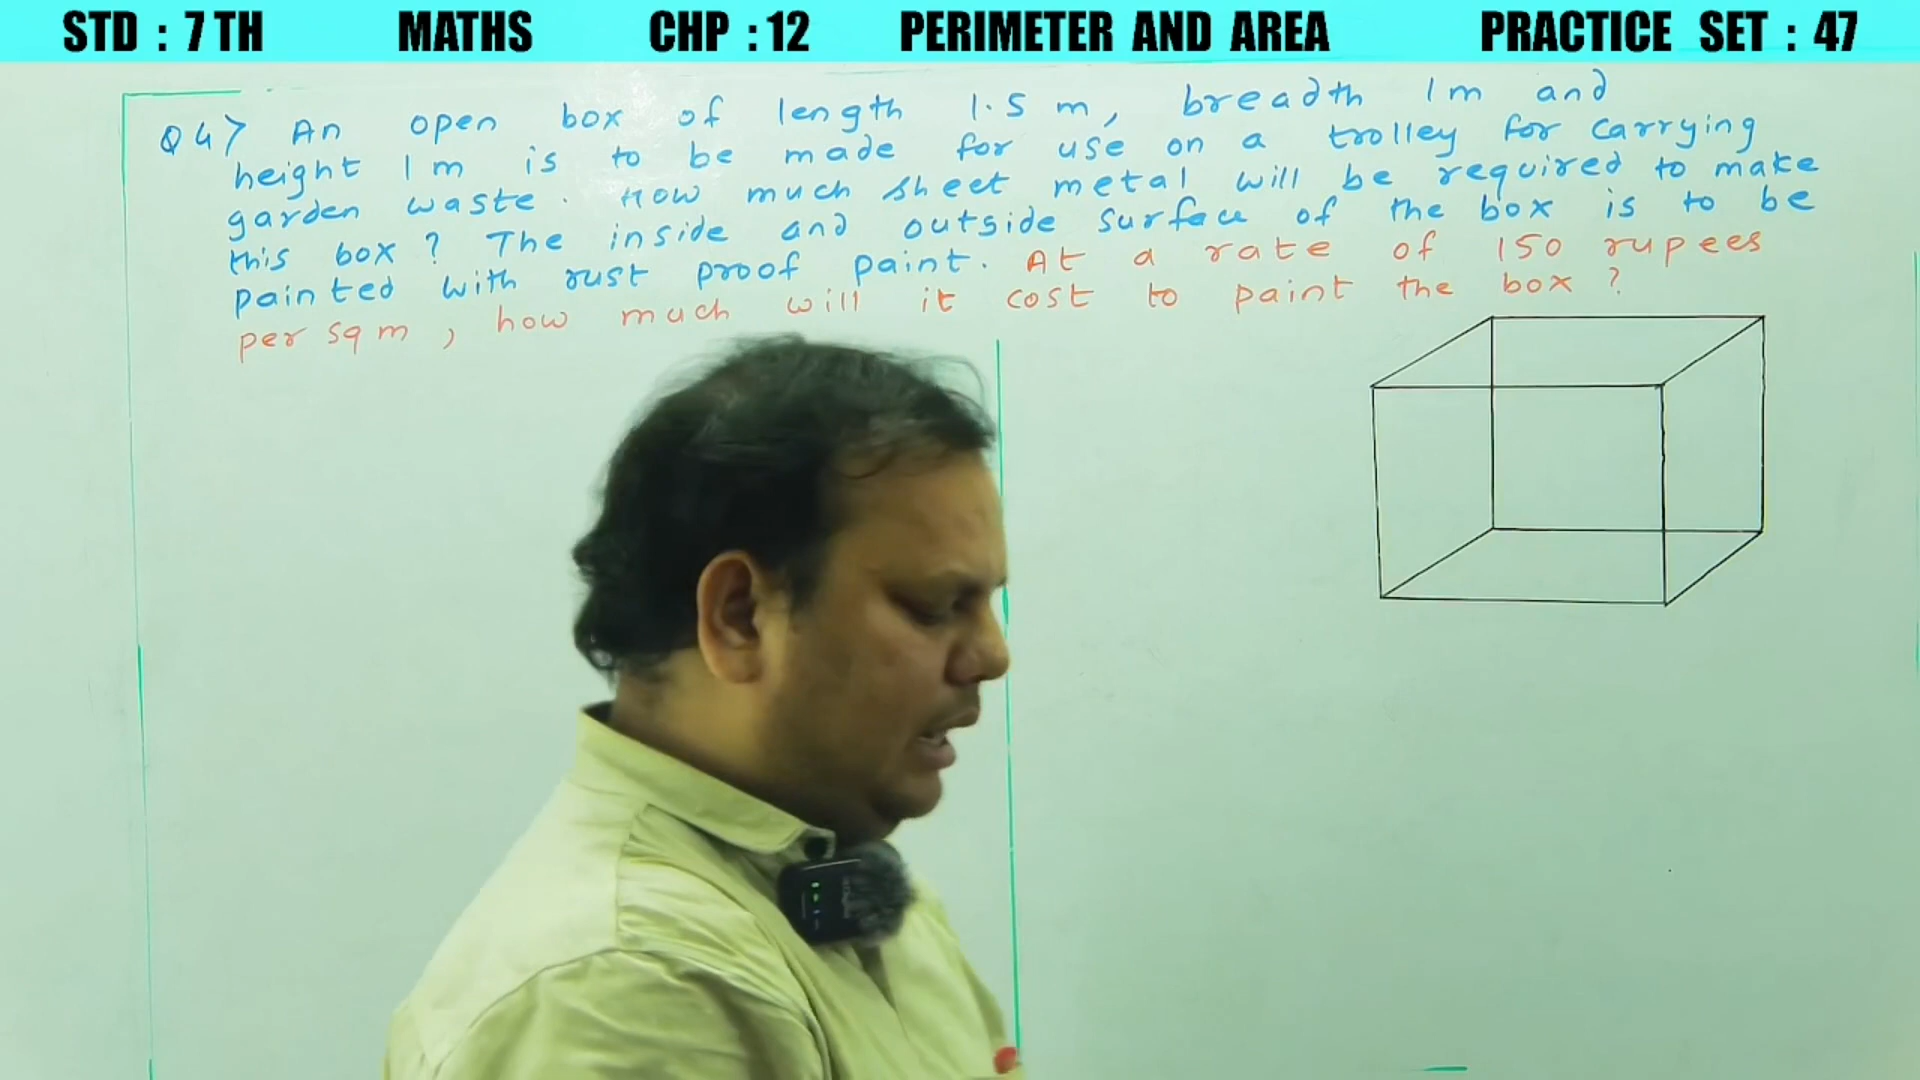 STD : 7 TH MATHS CHP : 12 PERIMETER AND AREA PRACTICE SET : 47
Q4> An open box of length 1.5 m, breadth 1m and
height 1m is to be made for use on a trolley for carrying
garden waste. How much sheet metal will be required to make
this box? The inside and outside surface of the box is to be
painted with rust proof paint. At a rate of 150 rupees
per sq m, how much will it cost to paint the box?